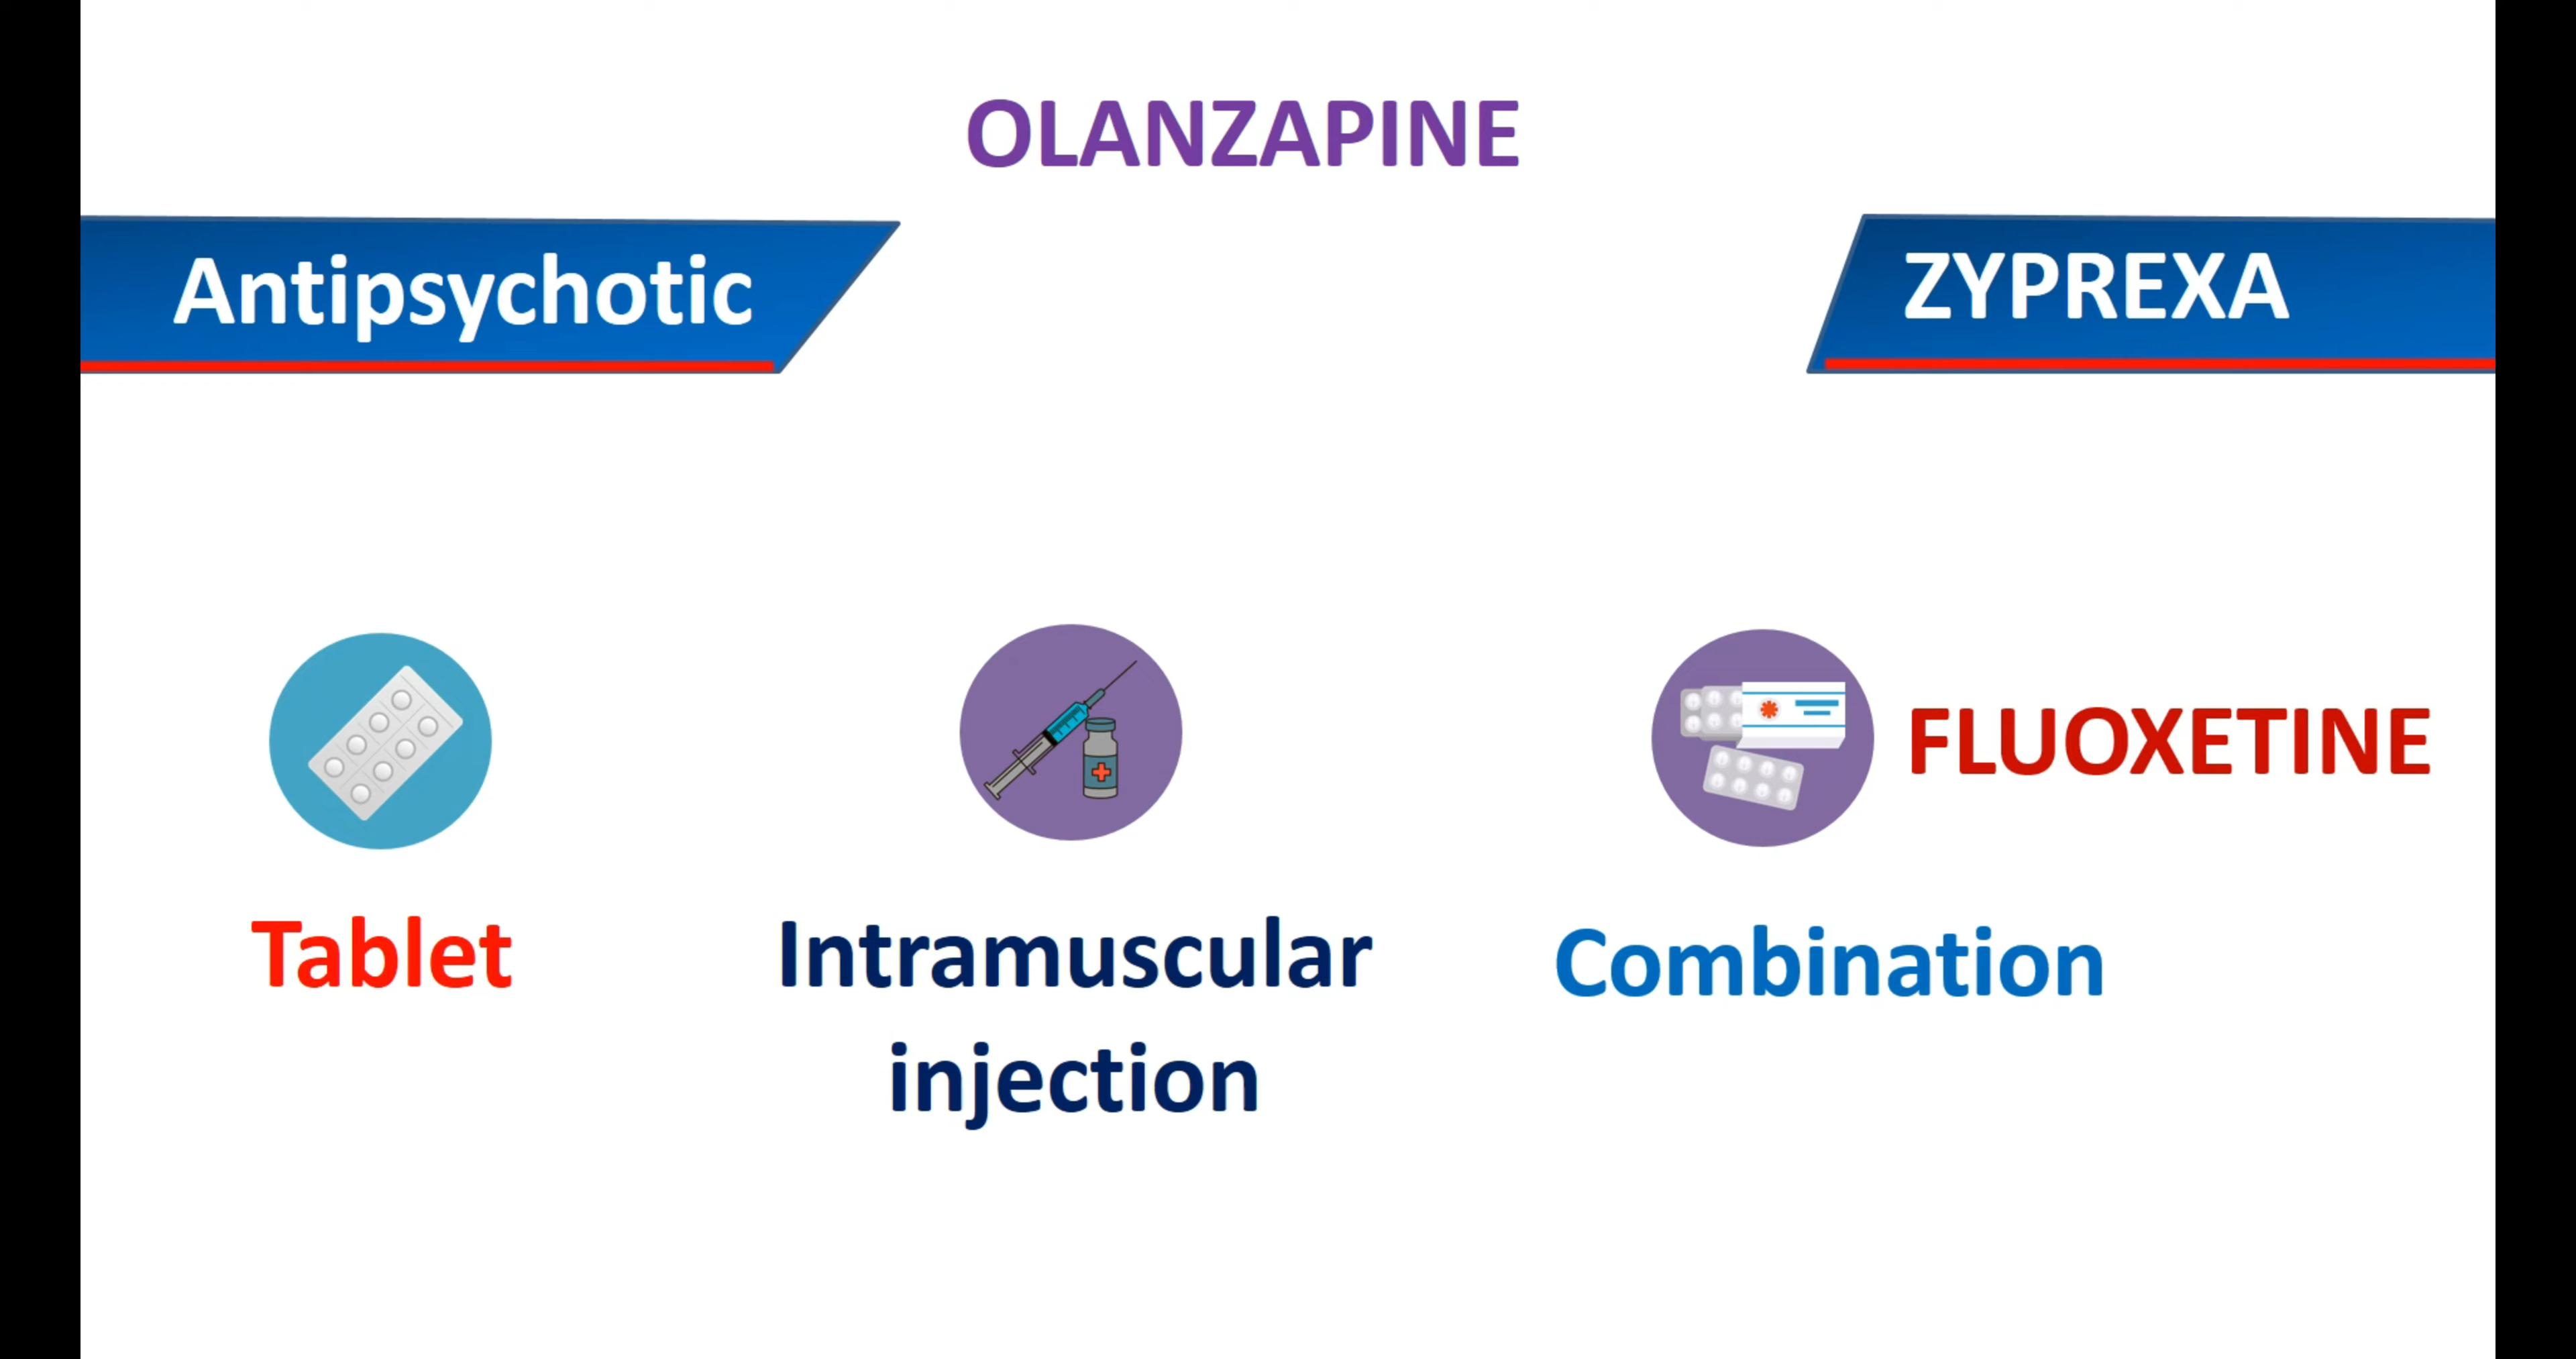 OLANZAPINE
Antipsychotic
ZYPREXA
FLUOXETINE
Tablet
Intramuscular
injection
Combination